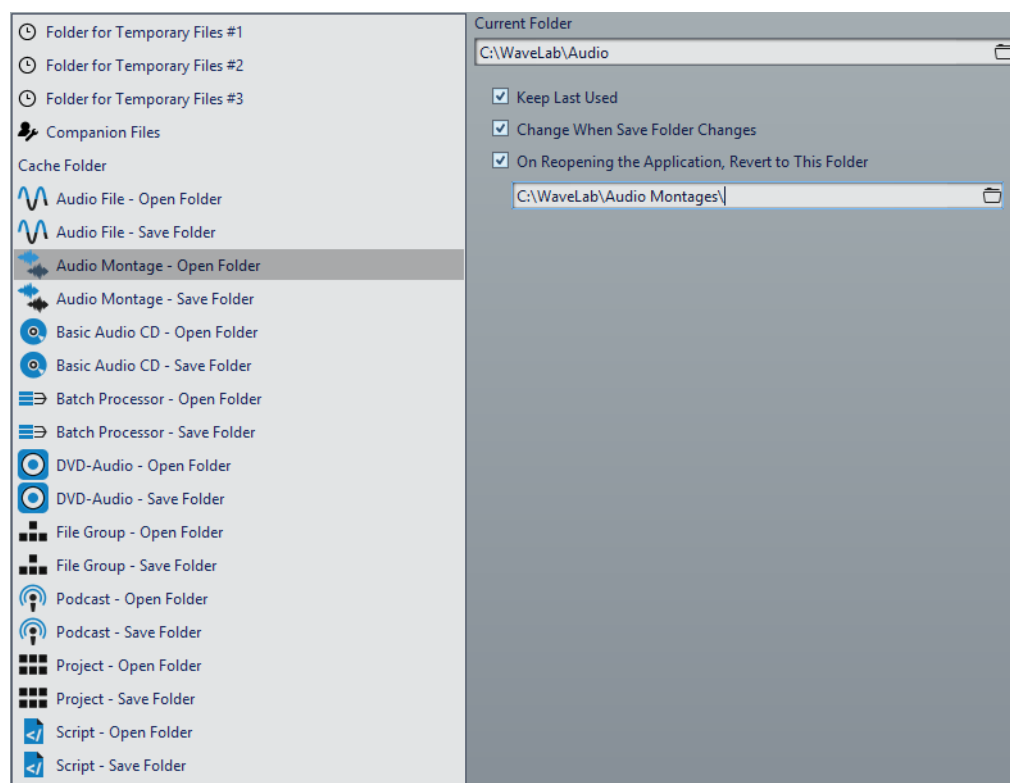 Folder for Temporary Files #1
Folder for Temporary Files #2
Folder for Temporary Files #3
Companion Files
Cache Folder
Audio File - Open Folder
Audio File - Save Folder
Audio Montage - Open Folder
Audio Montage - Save Folder
Basic Audio CD - Open Folder
Basic Audio CD - Save Folder
Batch Processor - Open Folder
Batch Processor - Save Folder
DVD-Audio - Open Folder
DVD-Audio - Save Folder
File Group - Open Folder
File Group - Save Folder
Podcast - Open Folder
Podcast - Save Folder
Project - Open Folder
Project - Save Folder
Script - Open Folder
Script - Save Folder
Current Folder
C:\WaveLab\Audio
Keep Last Used
Change When Save Folder Changes
On Reopening the Application, Revert to This Folder
C:\WaveLab\Audio Montages\